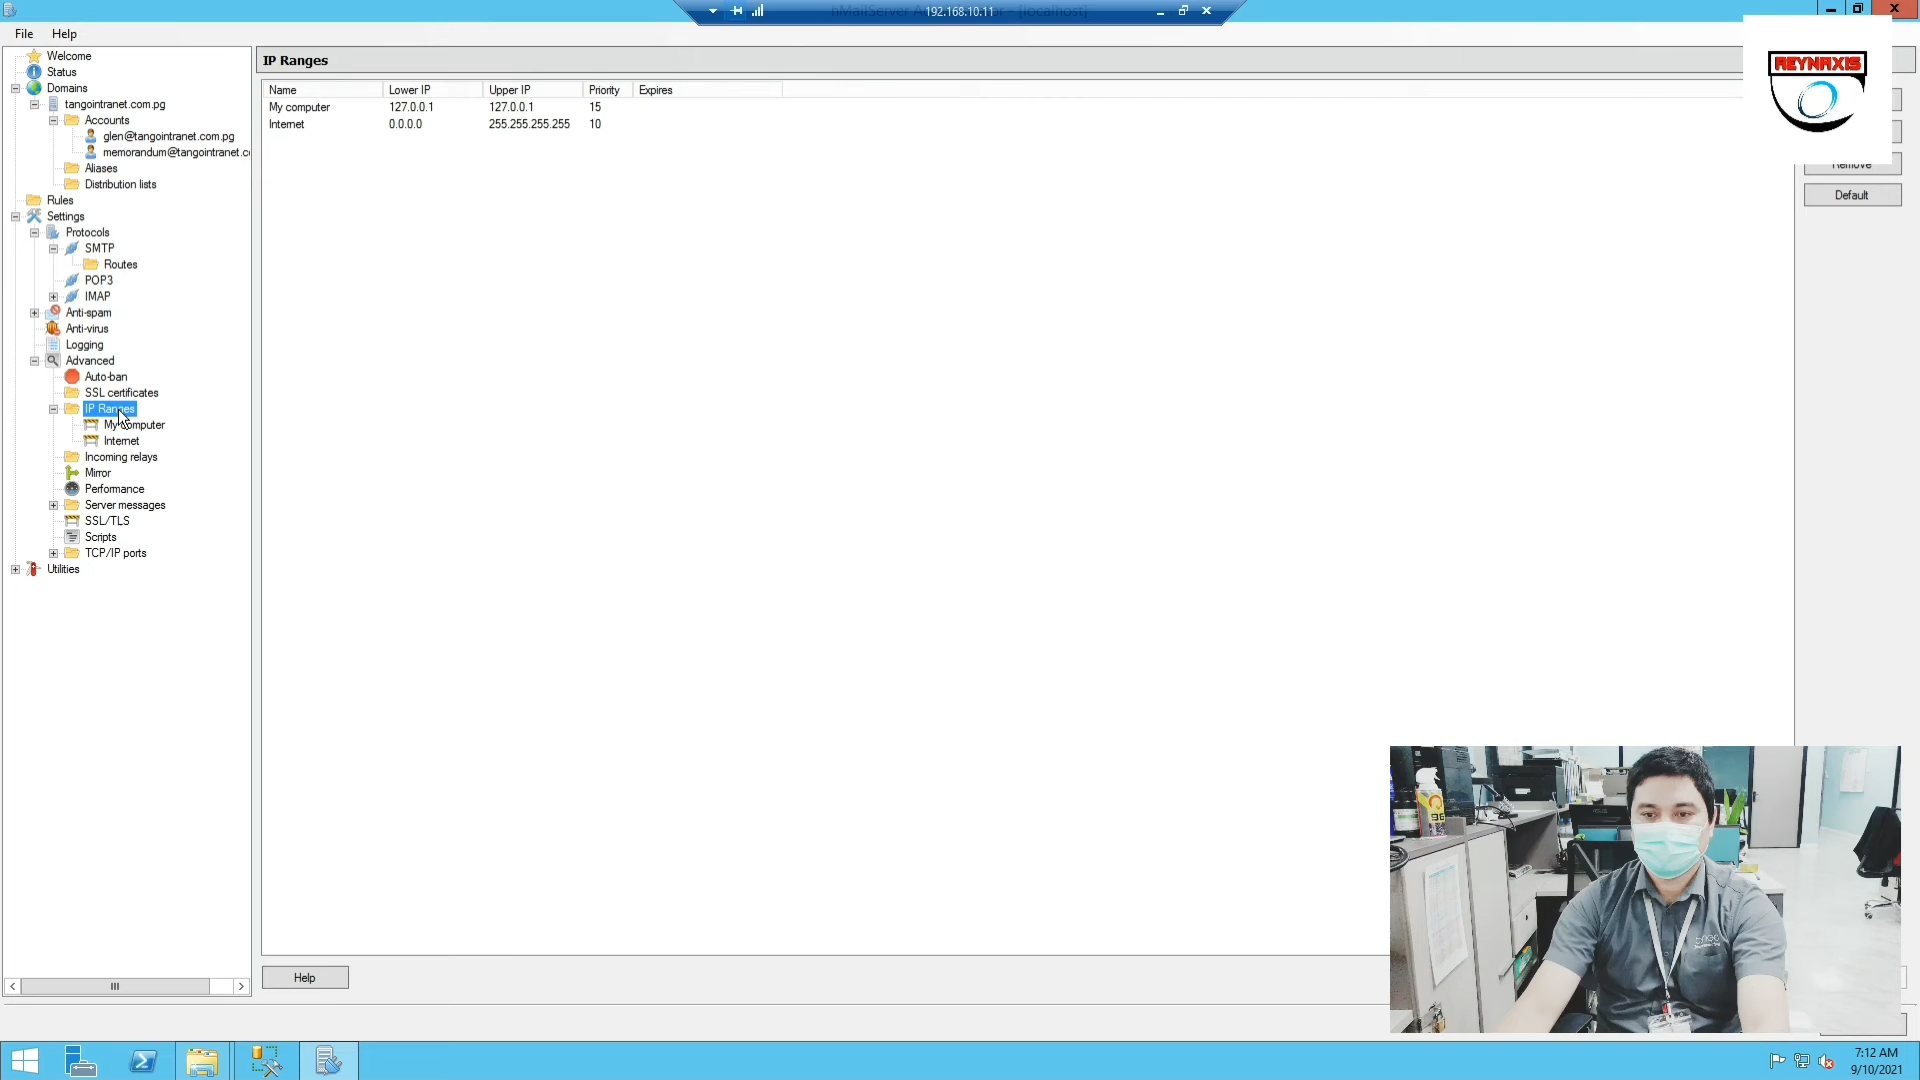 hMailServer A
192.168.10.11
r - [localhost]
File Help
Welcome
Status
Domains
tangointranet.com.pg
Accounts
glen@tangointranet.com.pg
memorandum@tangointranet.c
Aliases
Distribution lists
Rules
Settings
Protocols
SMTP
Routes
POP3
IMAP
Anti-spam
Anti-virus
Logging
Advanced
Auto-ban
SSL certificates
IP Ranges
My computer
Internet
Incoming relays
Mirror
Performance
Server messages
SSL/TLS
Scripts
TCP/IP ports
Utilities
IP Ranges
Name Lower IP Upper IP Priority Expires
My computer 127.0.0.1 127.0.0.1 15
Internet 0.0.0.0 255.255.255.255 10
REYNAXIS
Remove
Default
Help
7:12 AM
9/10/2021